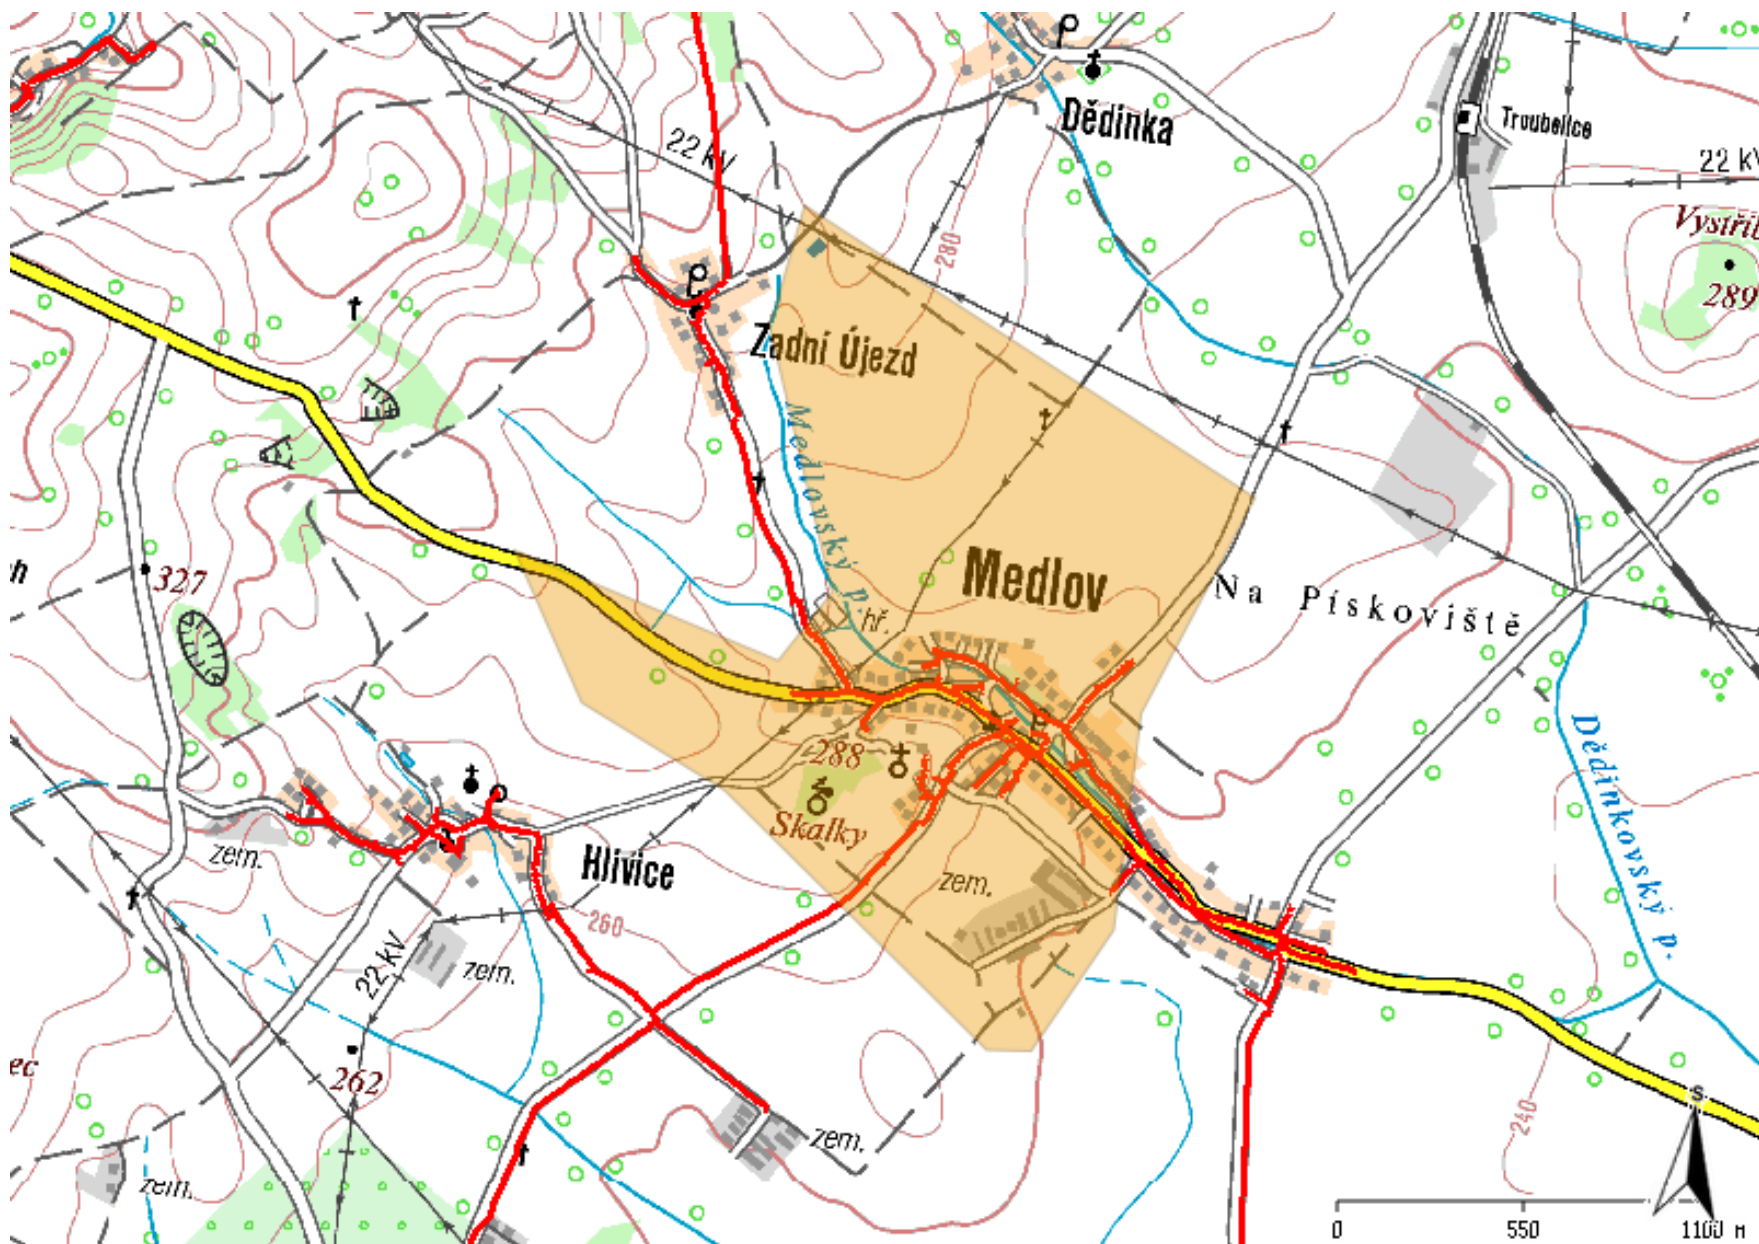 Dědinka
Troubelice
22 kV
22 kV
Vystříb
280
289
Zadní Újezd
Medlovský p.
h
327
Medlov
hř.
Na Pískoviště
288
Skalky
zem.
Hlivice
zem.
260
Dědinkovský p.
22 kV
zem.
ec
262
240
S
zem.
zem.
0 550 1100 m